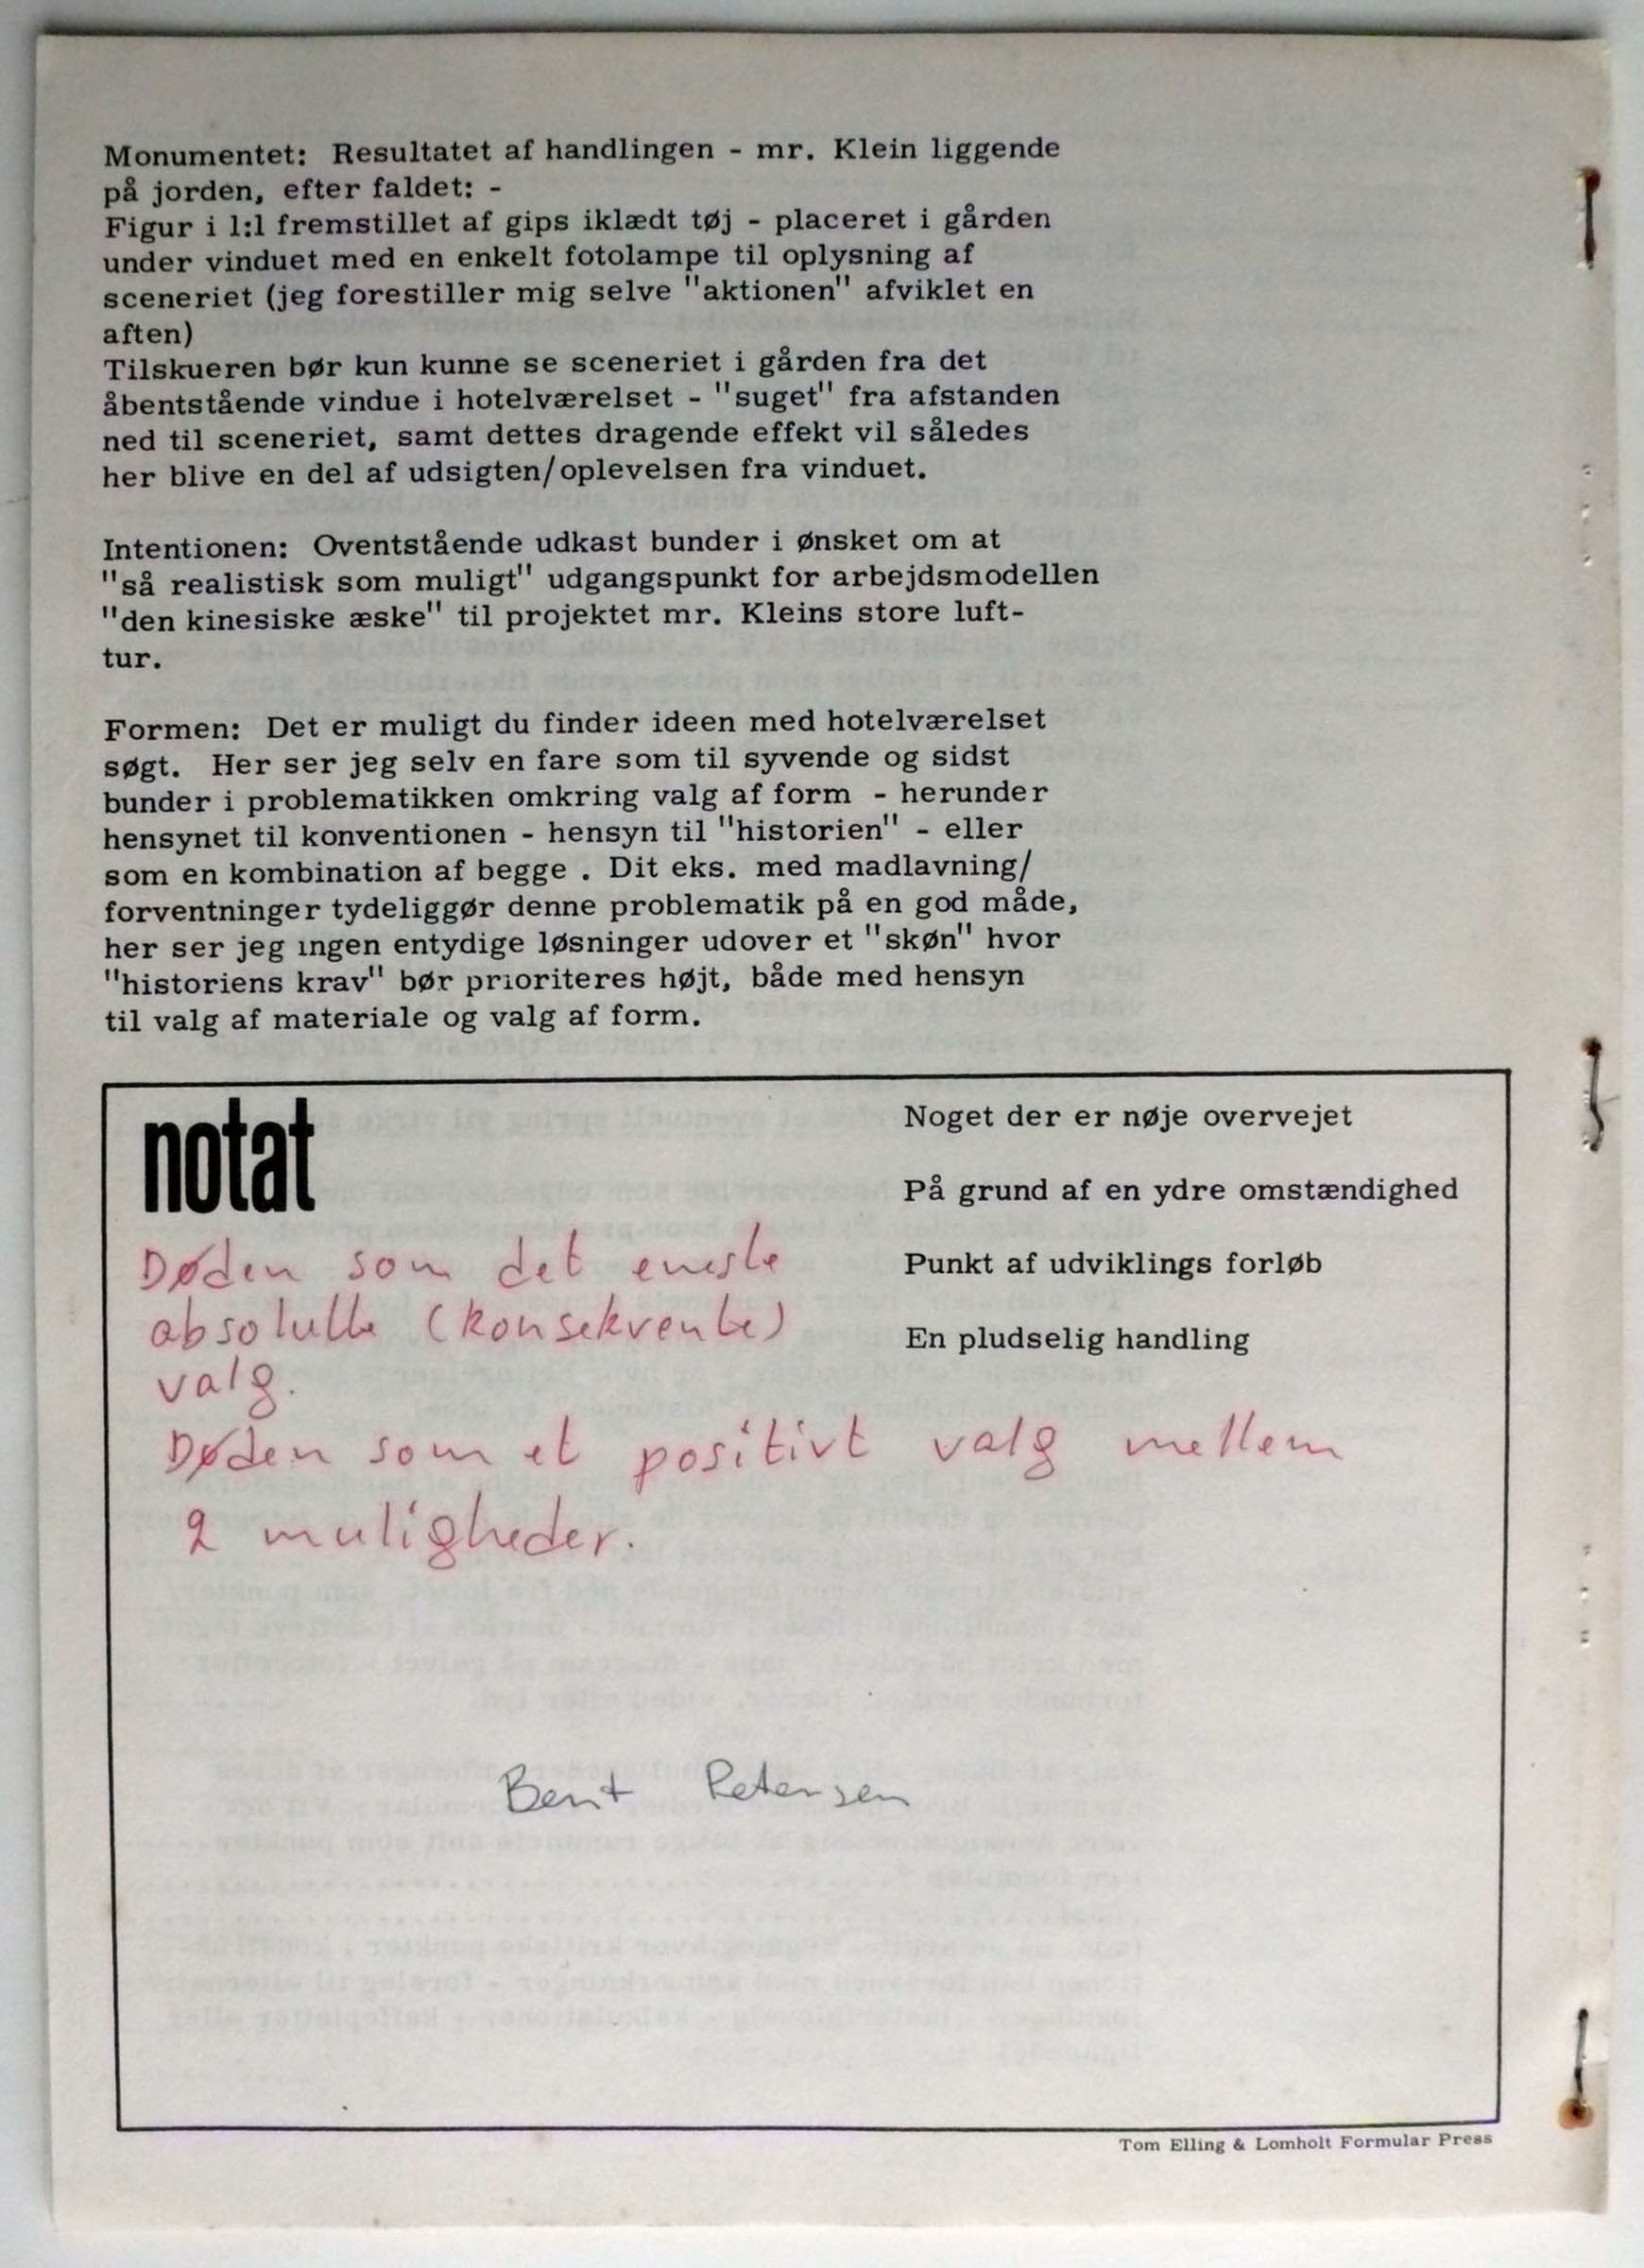 Monumentet: Resultatet af handlingen - mr. Klein liggende
på jorden, efter faldet: -
Figur i 1:1 fremstillet af gips iklædt tøj - placeret i gården
under vinduet med en enkelt fotolampe til oplysning af
sceneriet (jeg forestiller mig selve "aktionen" afviklet en
aften)
Tilskueren bør kun kunne se sceneriet i gården fra det
åbentstående vindue i hotelværelset - "suget" fra afstanden
ned til sceneriet, samt dettes dragende effekt vil således
her blive en del af udsigten/oplevelsen fra vinduet.
Intentionen: Oventstående udkast bunder i ønsket om at
"så realistisk som muligt" udgangspunkt for arbejdsmodellen
"den kinesiske æske" til projektet mr. Kleins store luft-
tur.
Formen: Det er muligt du finder ideen med hotelværelset
søgt. Her ser jeg selv en fare som til syvende og sidst
bunder i problematikken omkring valg af form - herunder
hensynet til konventionen - hensyn til "historien" - eller
som en kombination af begge . Dit eks. med madlavning/
forventninger tydeliggør denne problematik på en god måde,
her ser jeg ingen entydige løsninger udover et "skøn" hvor
"historiens krav" bør prioriteres højt, både med hensyn
til valg af materiale og valg af form.
notat
Noget der er nøje overvejet
På grund af en ydre omstændighed
Punkt af udviklings forløb
En pludselig handling
Døden som det eneste
absolutte (konsekvente)
valg.
Døden som et positivt valg mellem
2 muligheder.
Bent Petersen
Tom Elling & Lomholt Formular Press